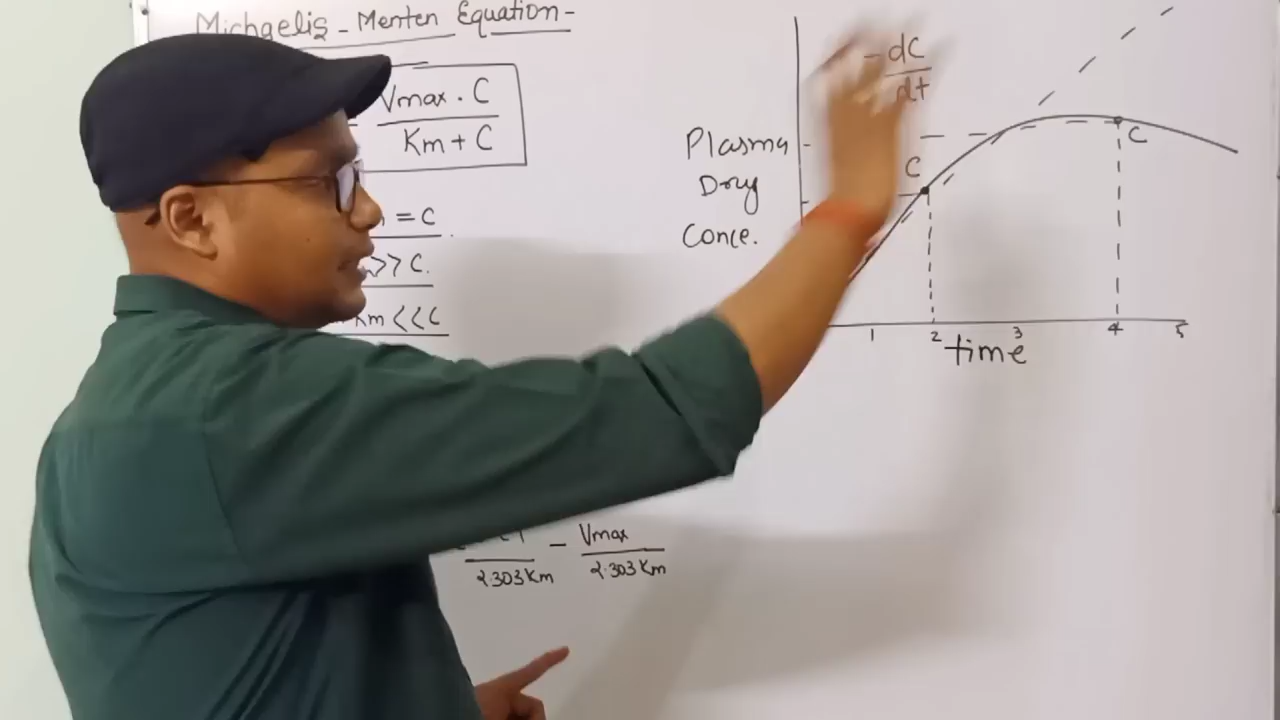 Michaelis - Menten Equation -
Vmax . C
Km + C
= C
>> C.
Km << C
Vmax
2.303 Km - 2.303 Km
- dC
dt
Plasma
Drug
Conce.
C
C
1 2 3 4 5
time